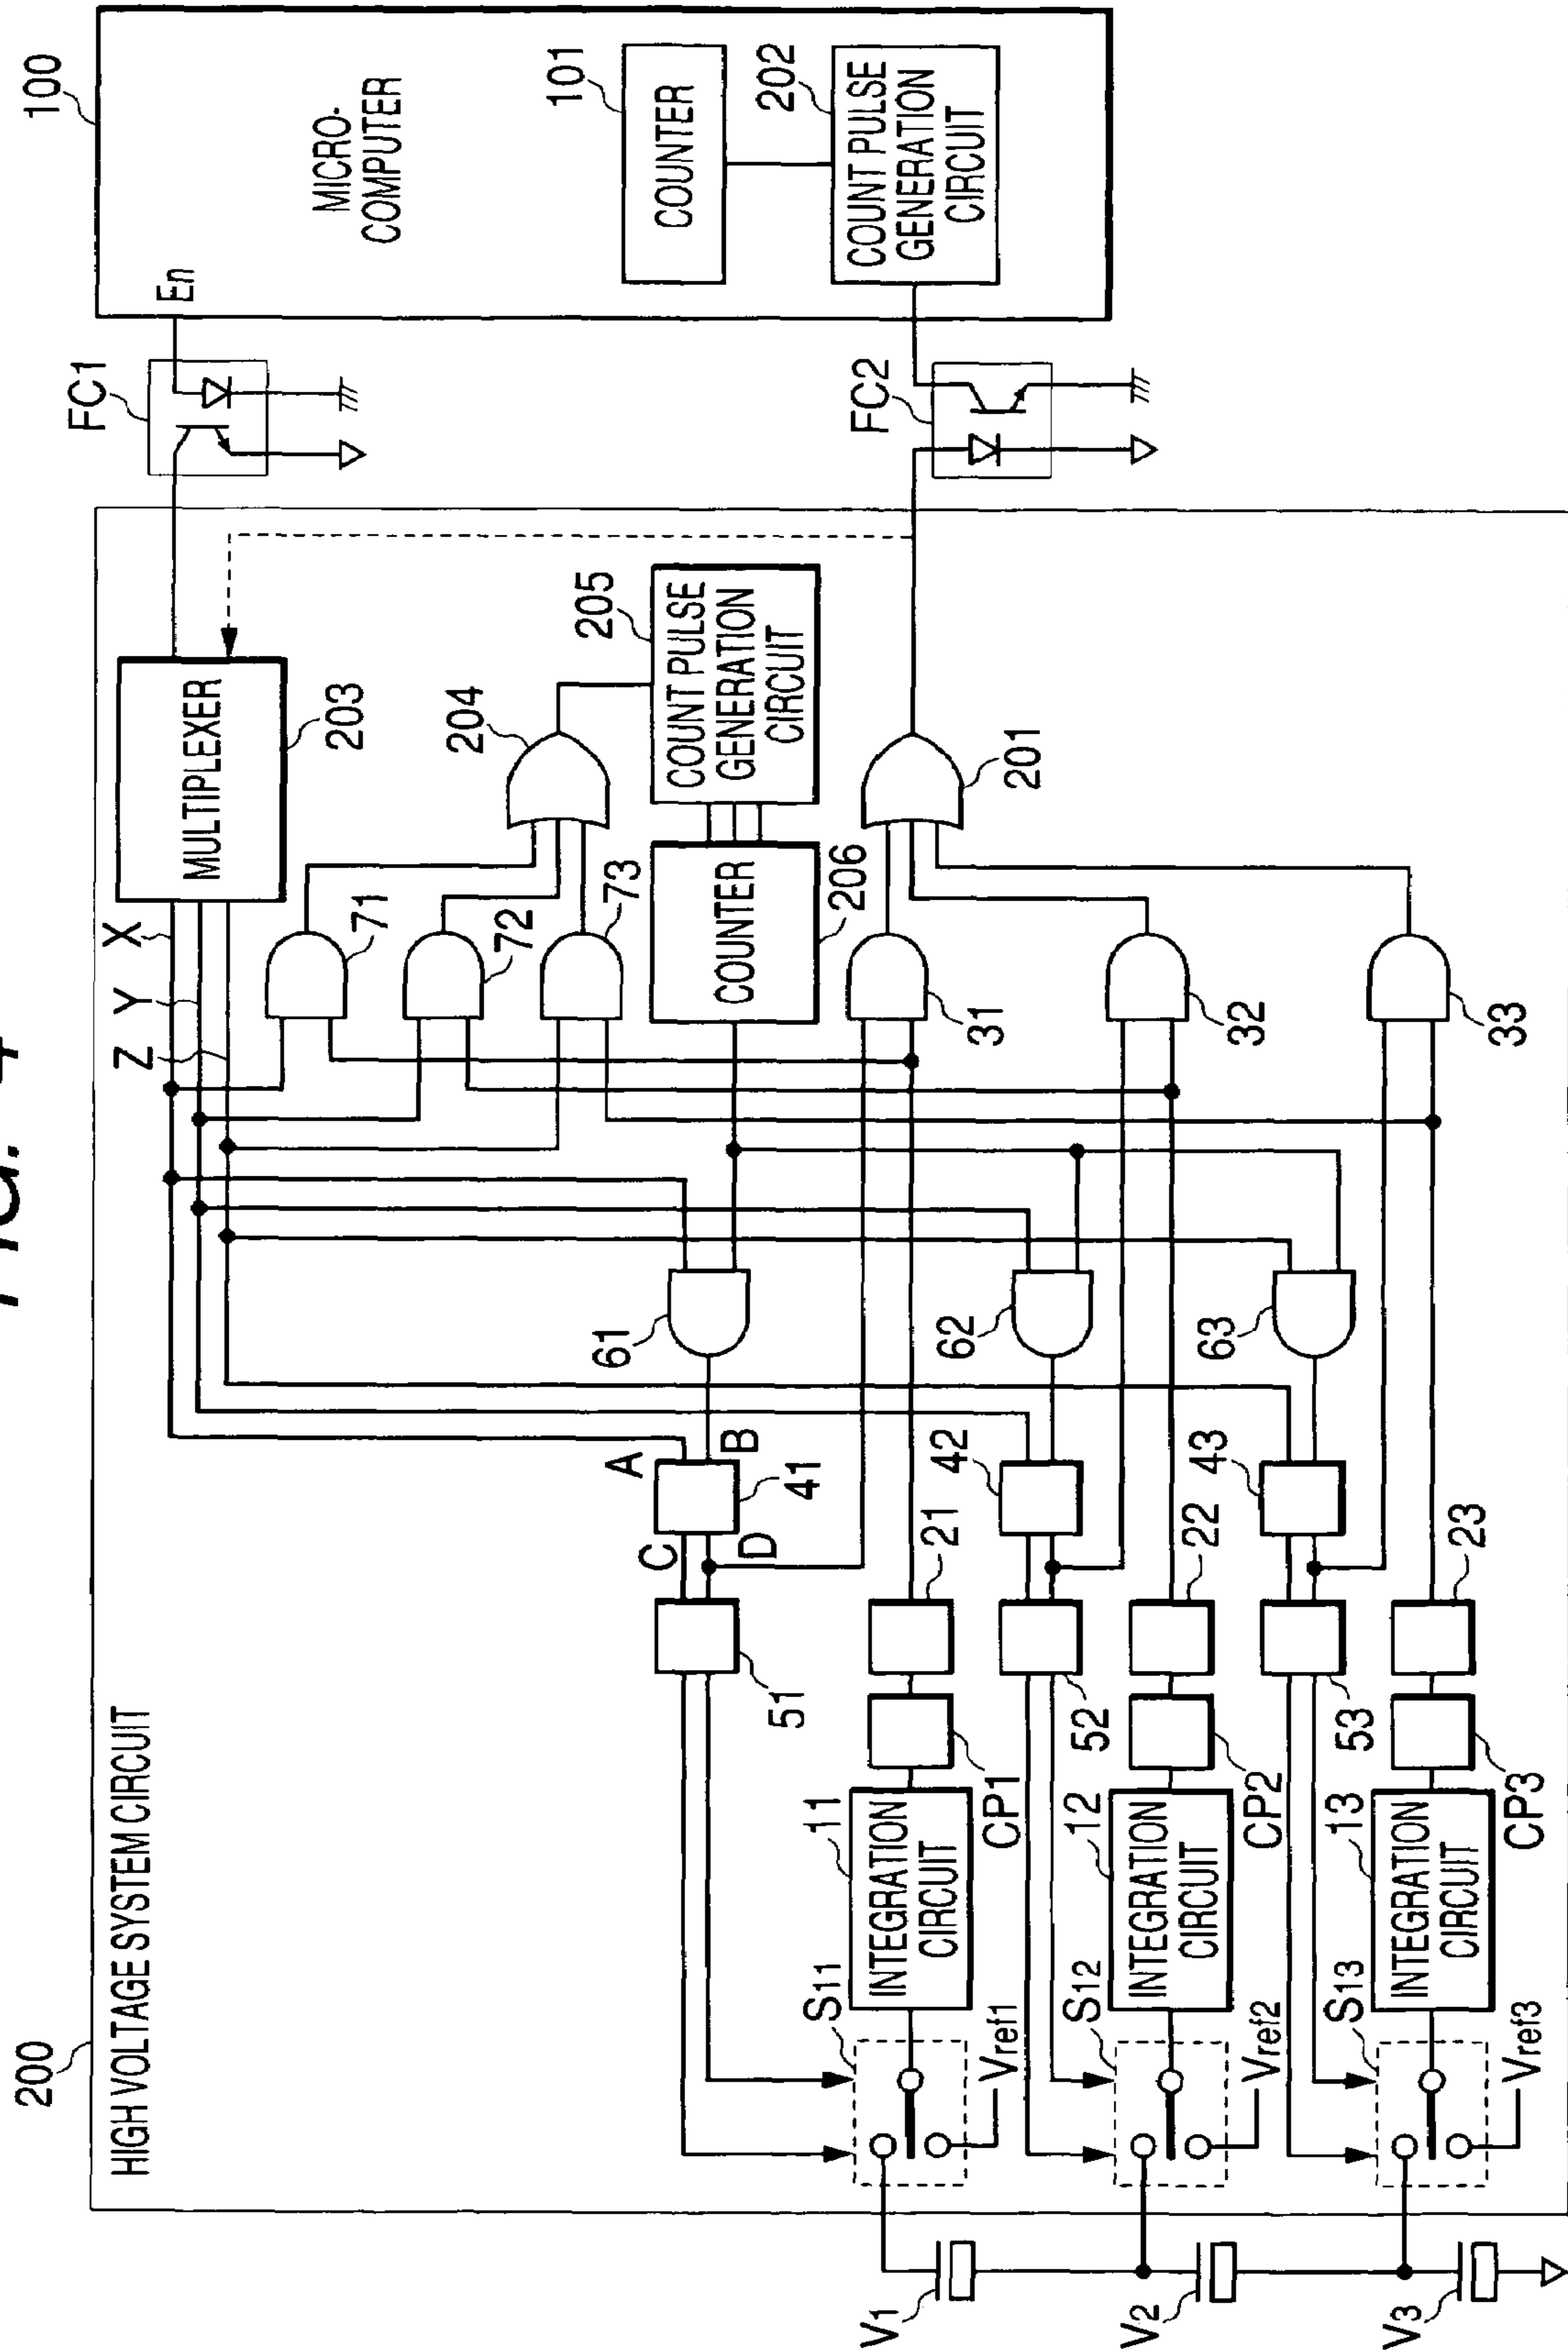 FIG. 4
200
HIGH VOLTAGE SYSTEM CIRCUIT
100
MICRO-
COMPUTER
En
FC1
MULTIPLEXER
203
X
Y
Z
71
72
73
204
205
COUNT PULSE
GENERATION
CIRCUIT
COUNTER
206
101
COUNTER
202
COUNT PULSE
GENERATION
CIRCUIT
FC2
201
31
32
33
61
62
63
A
B
C
D
41
42
43
51
52
53
21
22
23
CP1
CP2
CP3
11
INTEGRATION
CIRCUIT
12
INTEGRATION
CIRCUIT
13
INTEGRATION
CIRCUIT
S11
S12
S13
Vref1
Vref2
Vref3
V1
V2
V3